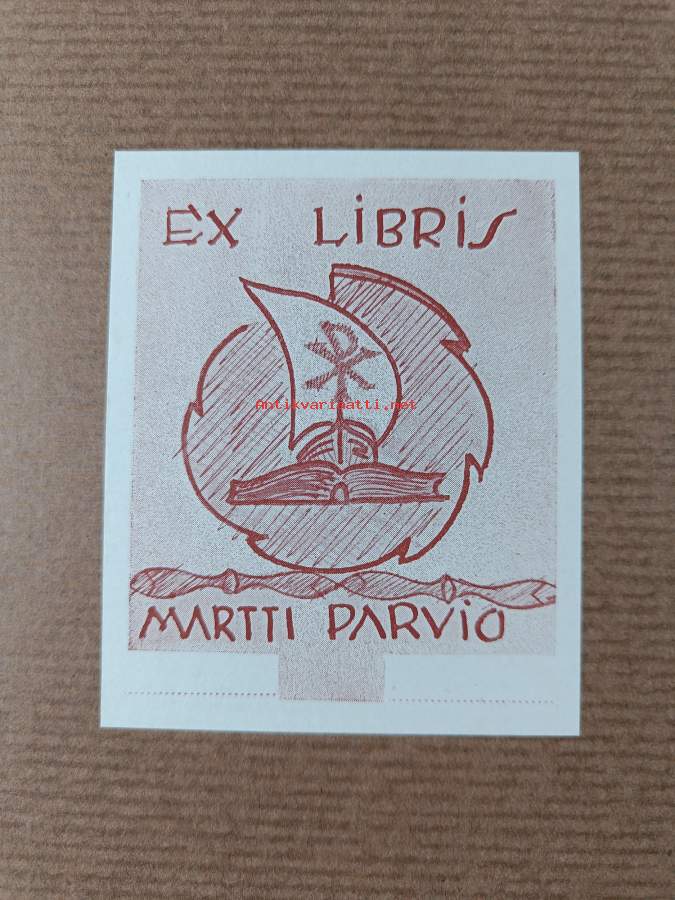 EX LIBRIS
Antikvariaatti.net
MARTTI PARVIO